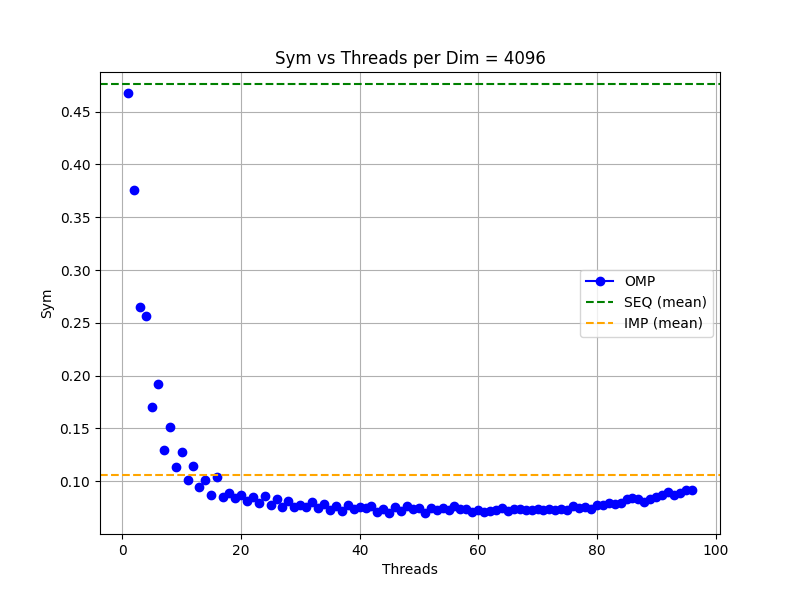 Sym vs Threads per Dim = 4096
Sym
0.45
0.40
0.35
0.30
0.25
0.20
0.15
0.10
OMP
SEQ (mean)
IMP (mean)
0 20 40 60 80 100
Threads